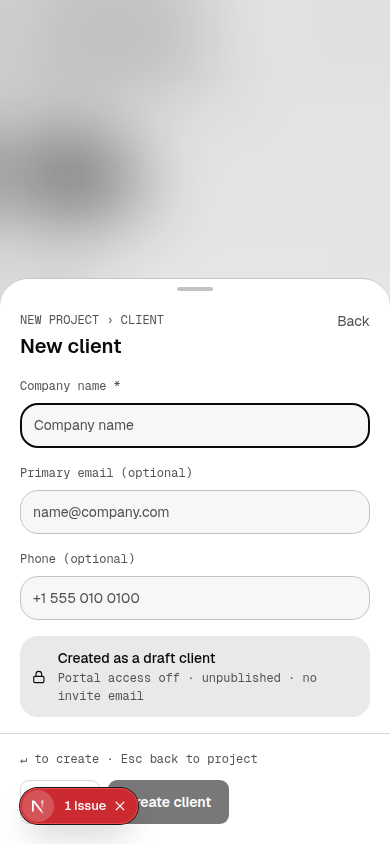 NEW PROJECT › CLIENT
Back
New client
Company name *
Company name
Primary email (optional)
name@company.com
Phone (optional)
+1 555 010 0100
Created as a draft client
Portal access off · unpublished · no
invite email
↵ to create · Esc back to project
N 1 Issue ×
eate client